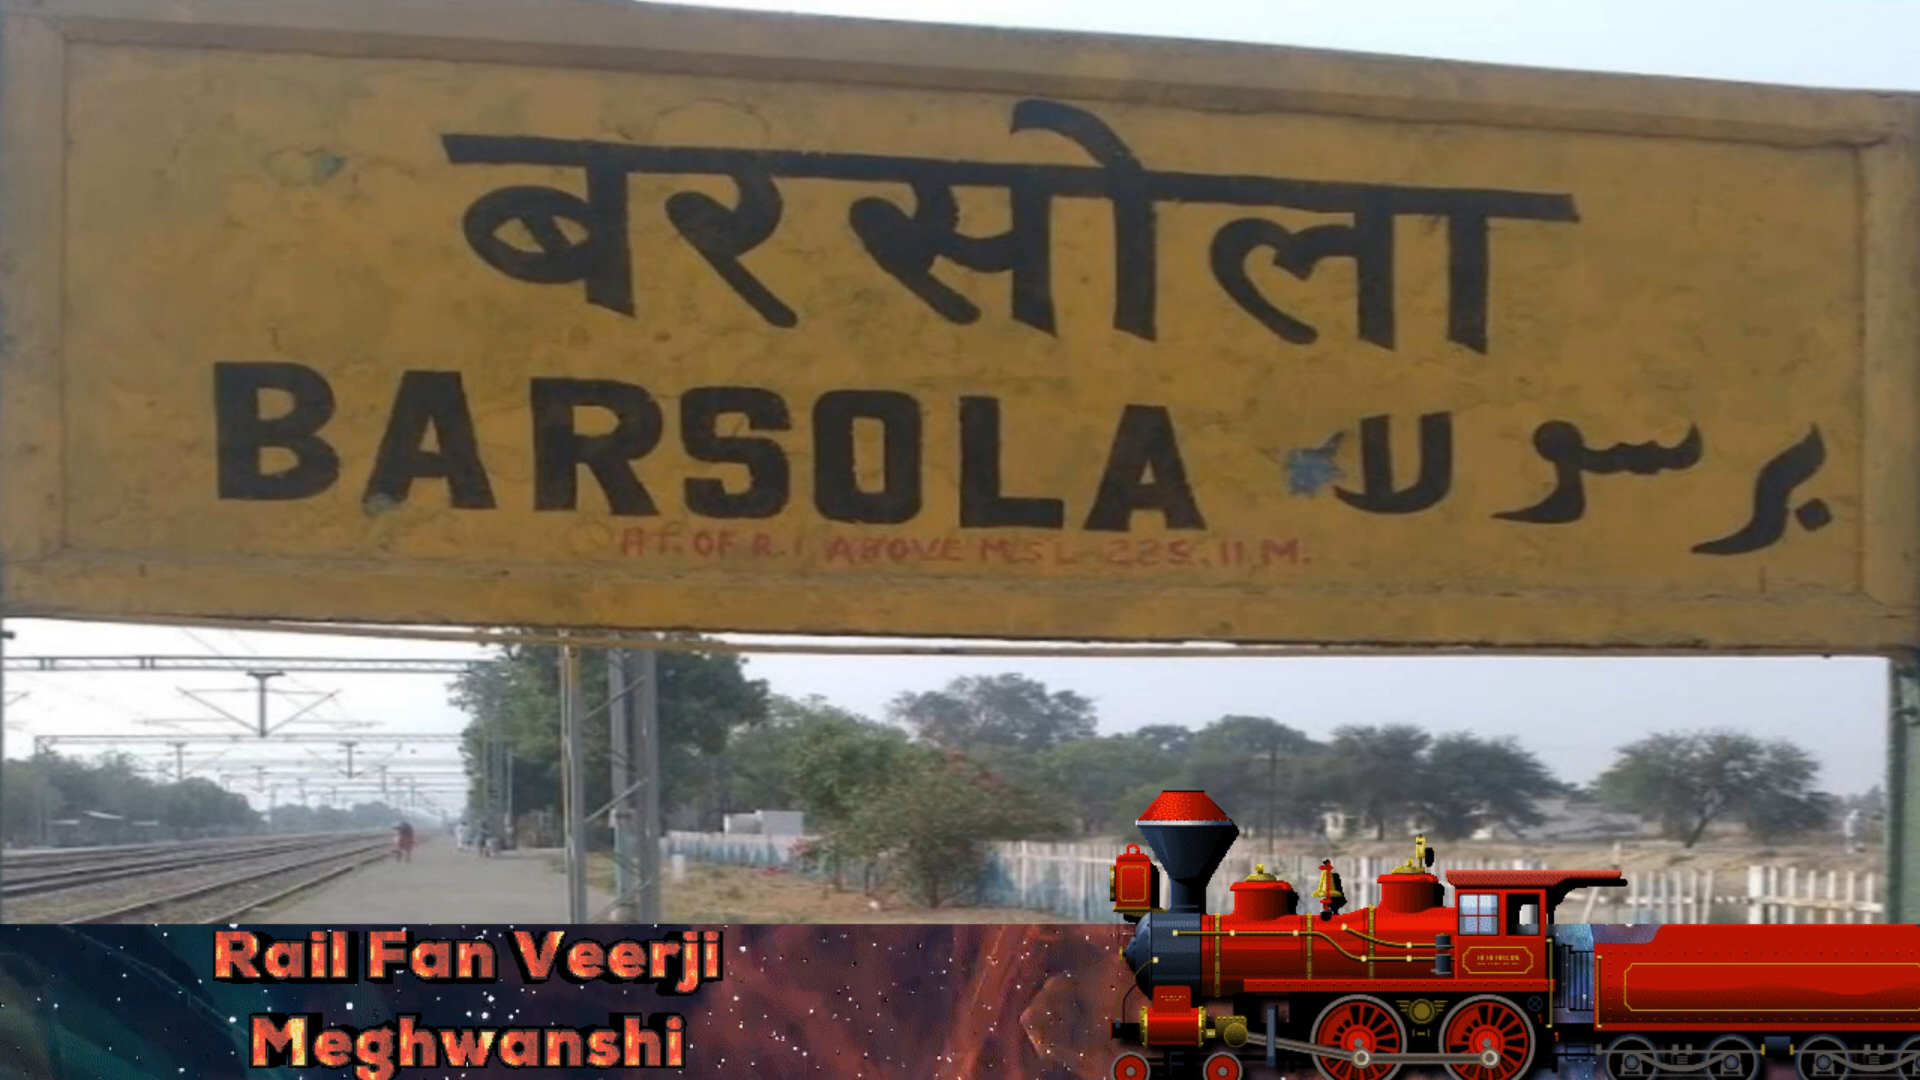 बरसोला
BARSOLA برسولا
HT. OF R.L ABOVE M.S.L 225.11 M.
Rail Fan Veerji
Meghwanshi